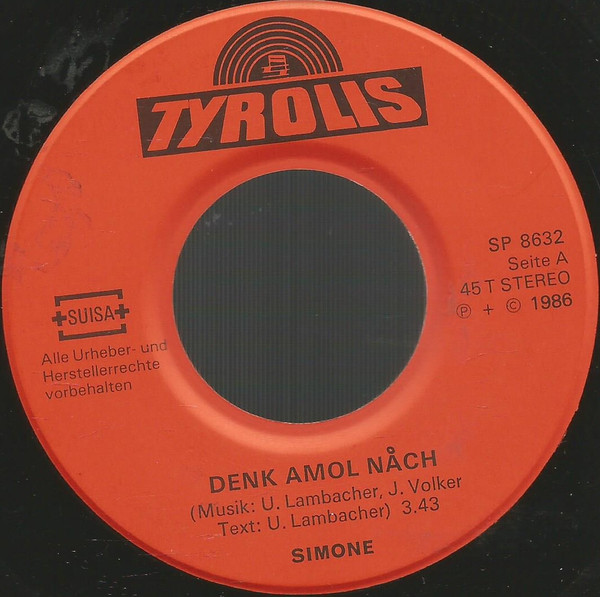 TYROLIS
SP 8632
Seite A
45 T STEREO
Ⓟ + © 1986
SUISA
Alle Urheber- und
Herstellerrechte
vorbehalten
DENK AMOL NÅCH
(Musik: U. Lambacher, J. Volker
Text: U. Lambacher) 3.43
SIMONE